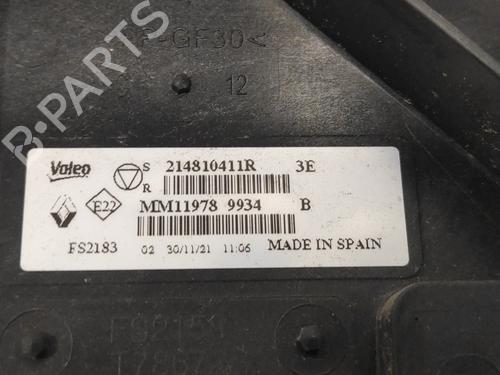 P-GF30<
12
B-PARTS
Valeo S 214810411R 3E
R
E22 MM11978 9934 B
FS2183 02 30/11/21 11:06 MADE IN SPAIN